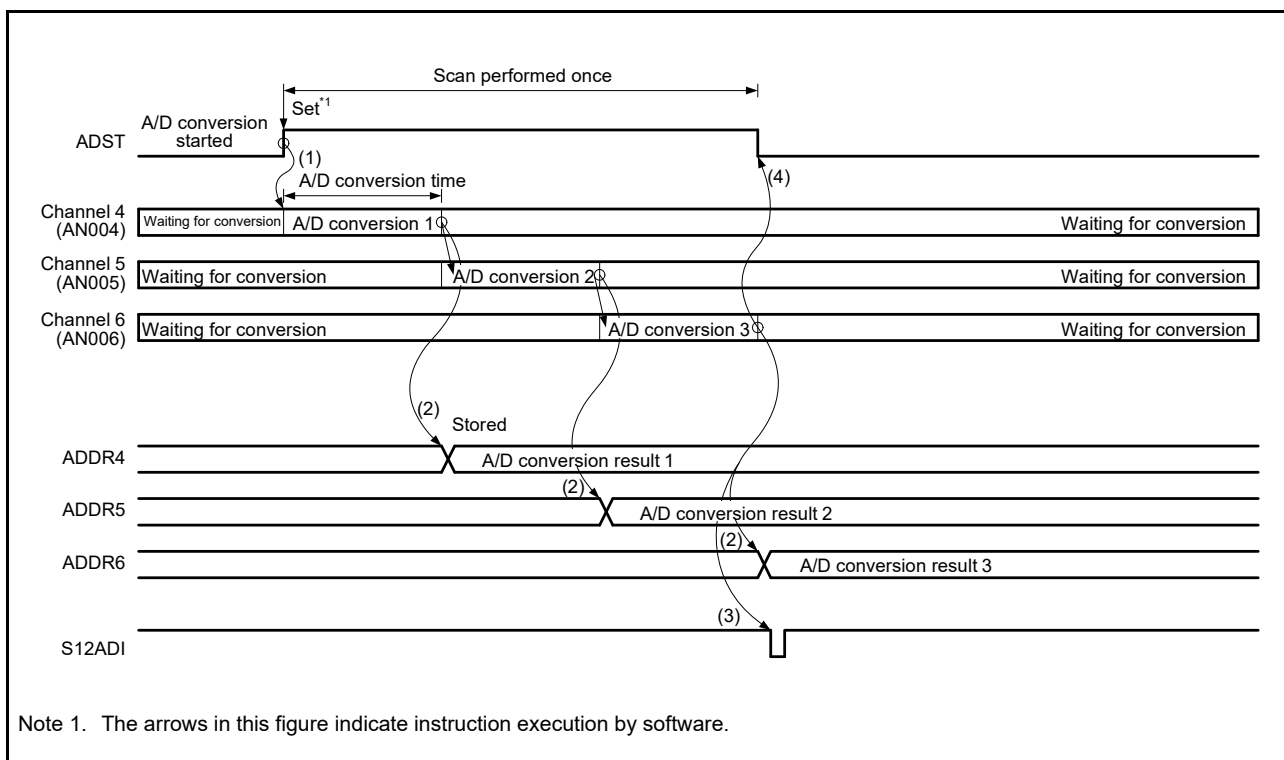 Scan performed once
Set*1
A/D conversion
started
ADST
(1)
(4)
A/D conversion time
Channel 4
(AN004)
Waiting for conversion
A/D conversion 1
Waiting for conversion
Channel 5
(AN005)
Waiting for conversion
A/D conversion 2
Waiting for conversion
Channel 6
(AN006)
Waiting for conversion
A/D conversion 3
Waiting for conversion
(2)
Stored
ADDR4
A/D conversion result 1
(2)
ADDR5
A/D conversion result 2
(2)
ADDR6
A/D conversion result 3
(3)
S12ADI
Note 1. The arrows in this figure indicate instruction execution by software.